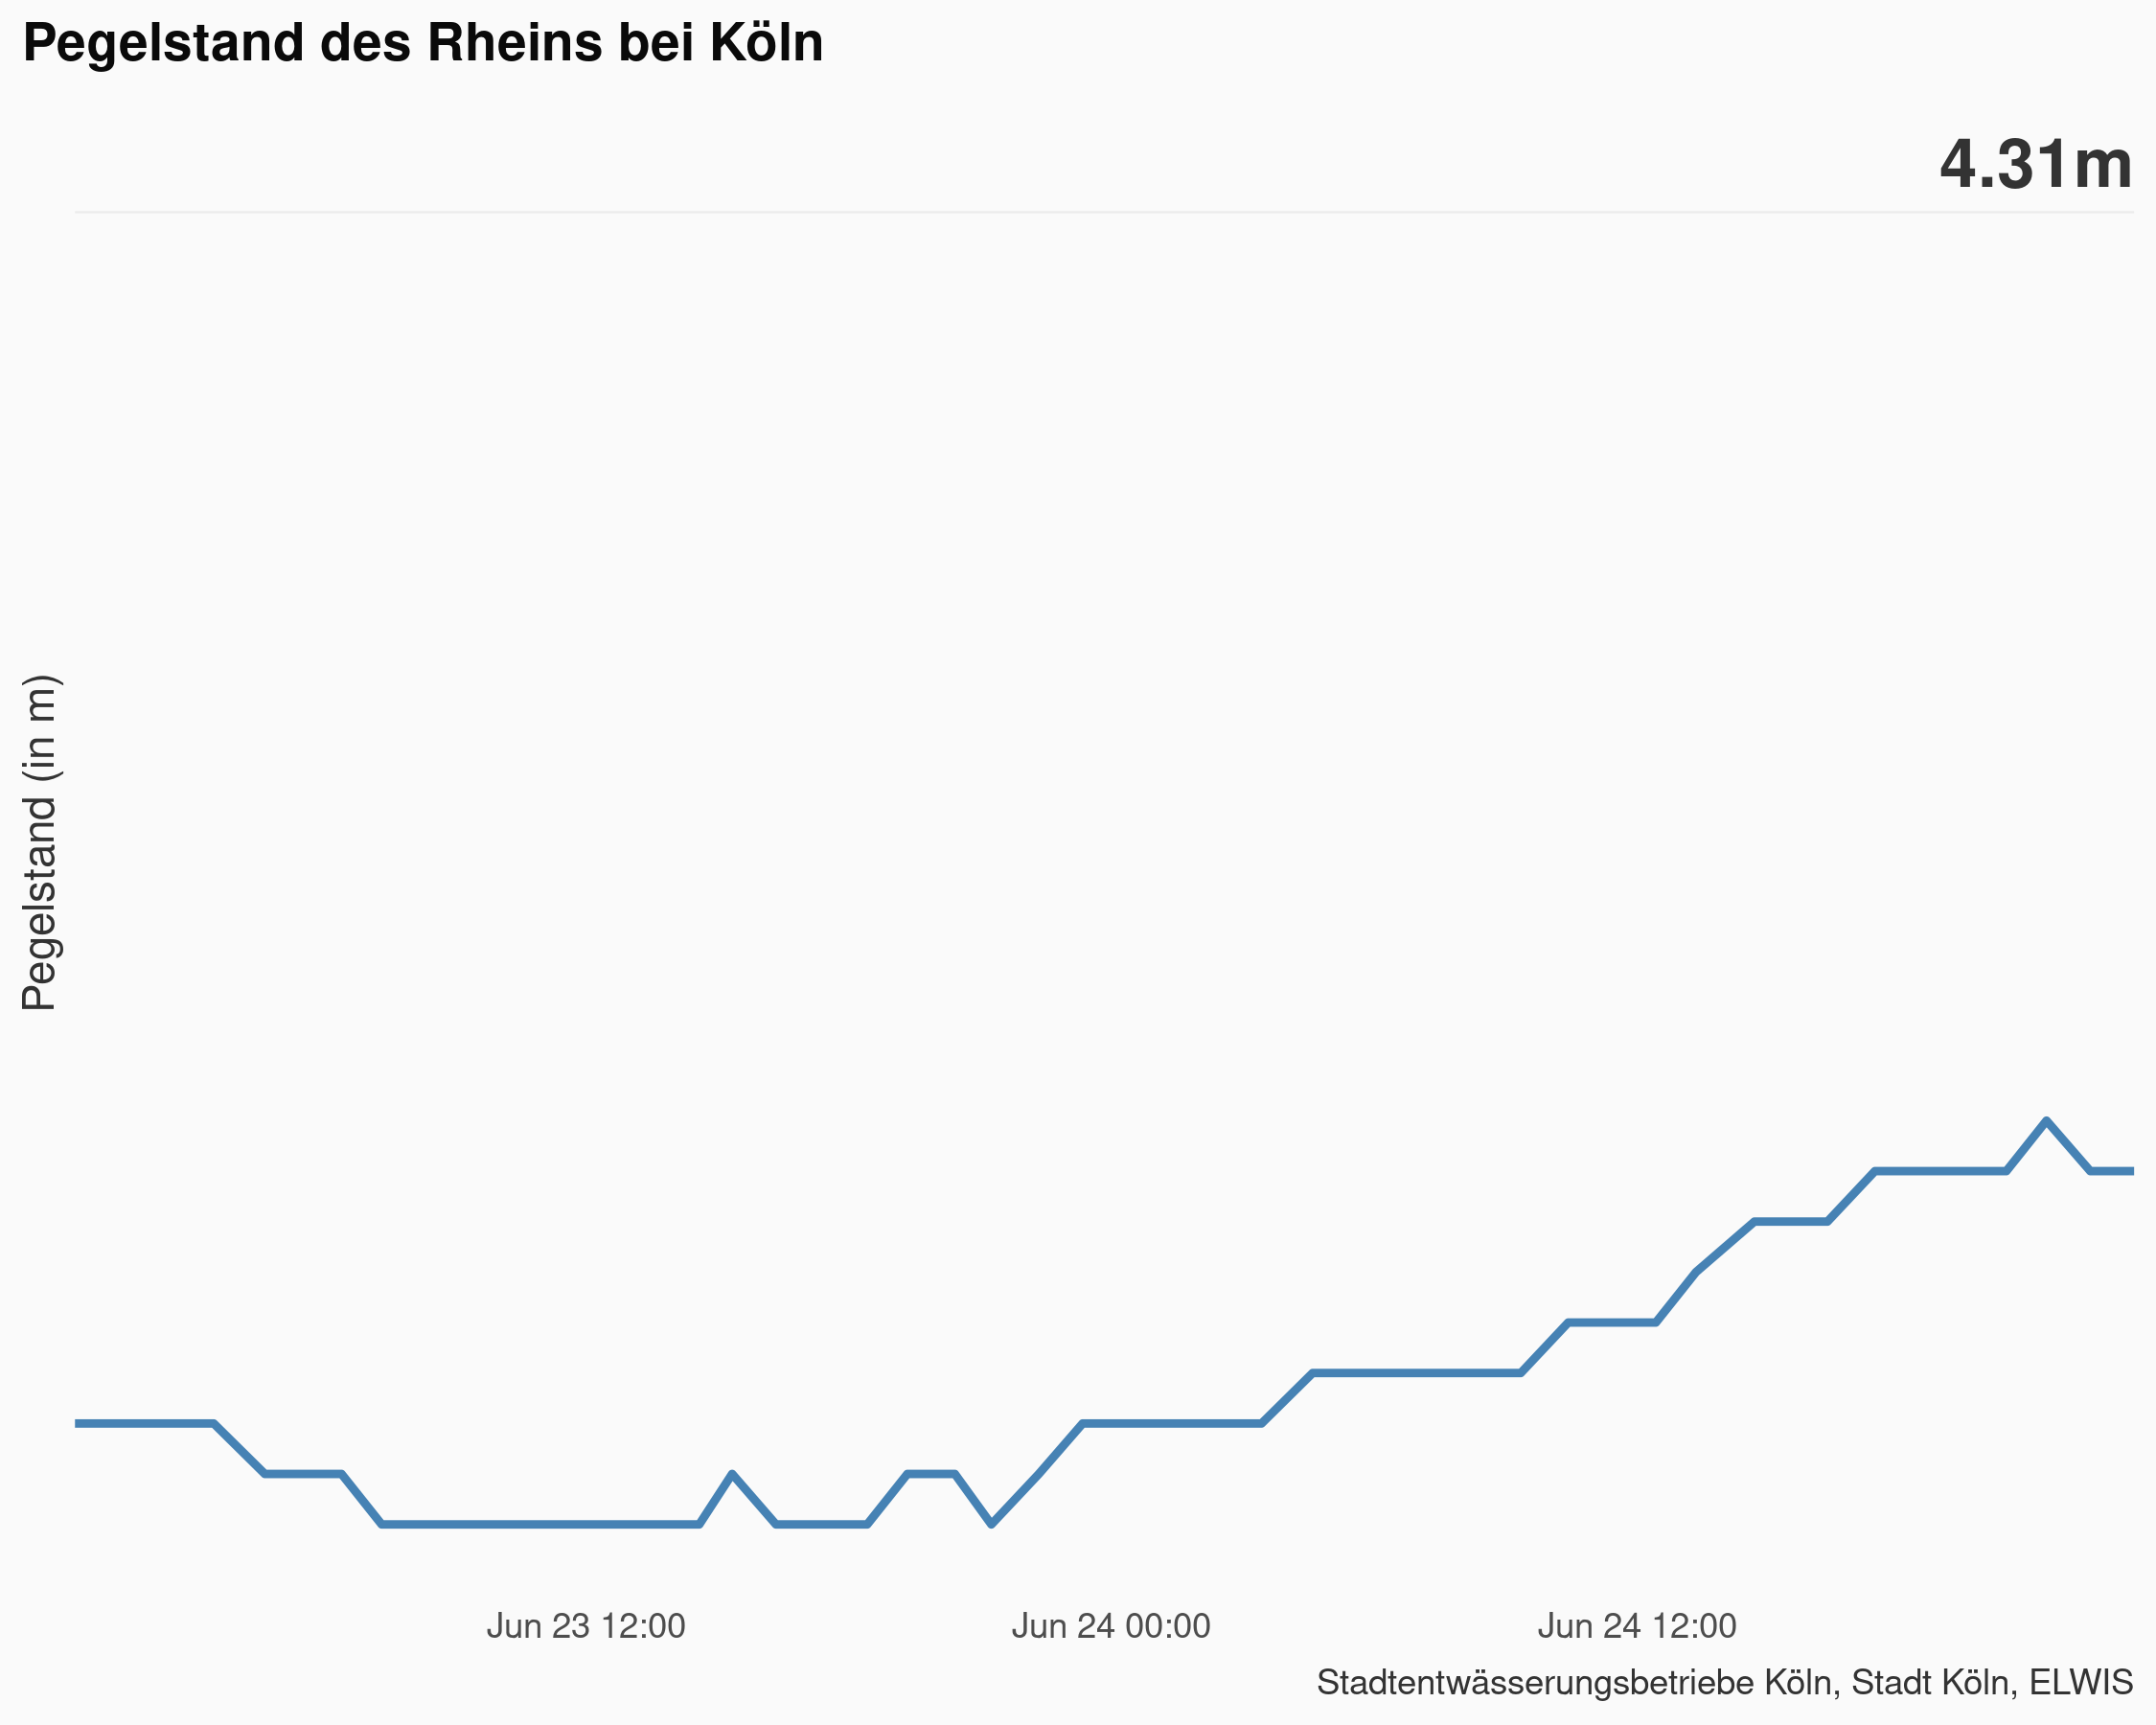 Pegelstand des Rheins bei Köln
4.31m
Pegelstand (in m)
Jun 23 12:00
Jun 24 00:00
Jun 24 12:00
Stadtentwässerungsbetriebe Köln, Stadt Köln, ELWIS